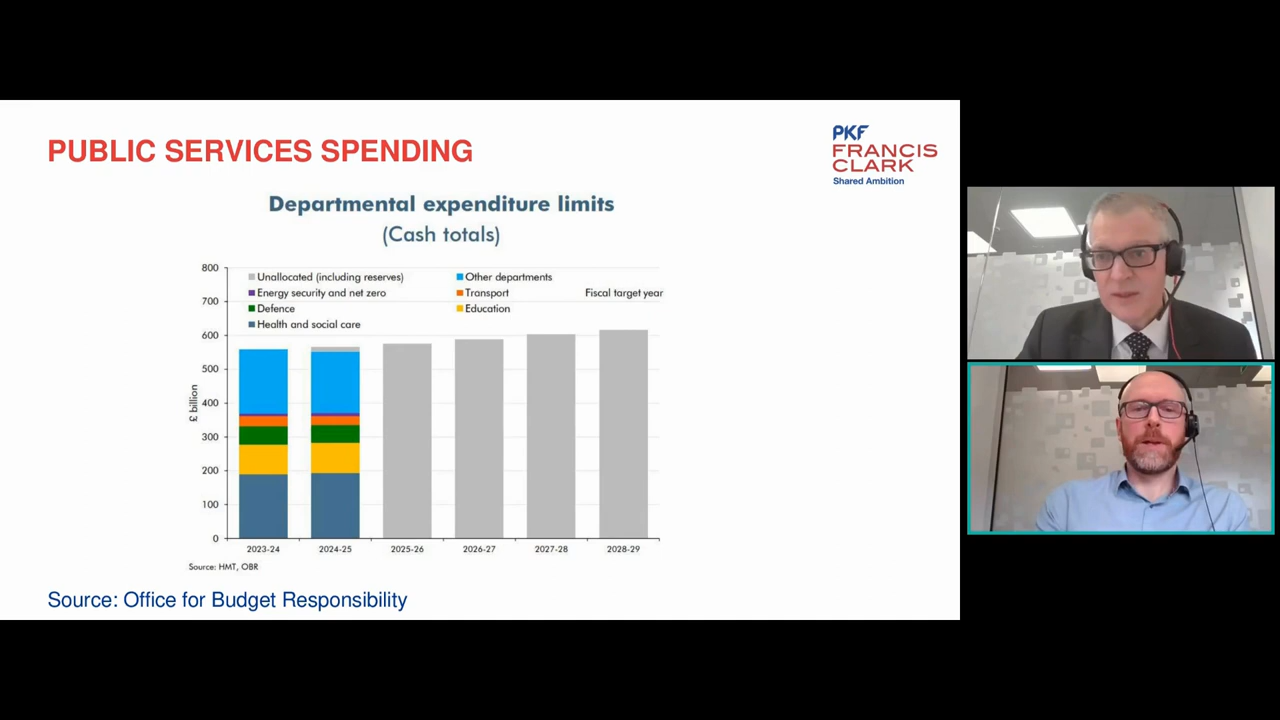 PUBLIC SERVICES SPENDING
PKF
FRANCIS
CLARK
Shared Ambition
Departmental expenditure limits
(Cash totals)
800
700
600
500
400
300
200
100
0
£ billion
Unallocated (including reserves)
Other departments
Energy security and net zero
Transport
Fiscal target year
Defence
Education
Health and social care
2023-24
2024-25
2025-26
2026-27
2027-28
2028-29
Source: HMT, OBR
Source: Office for Budget Responsibility